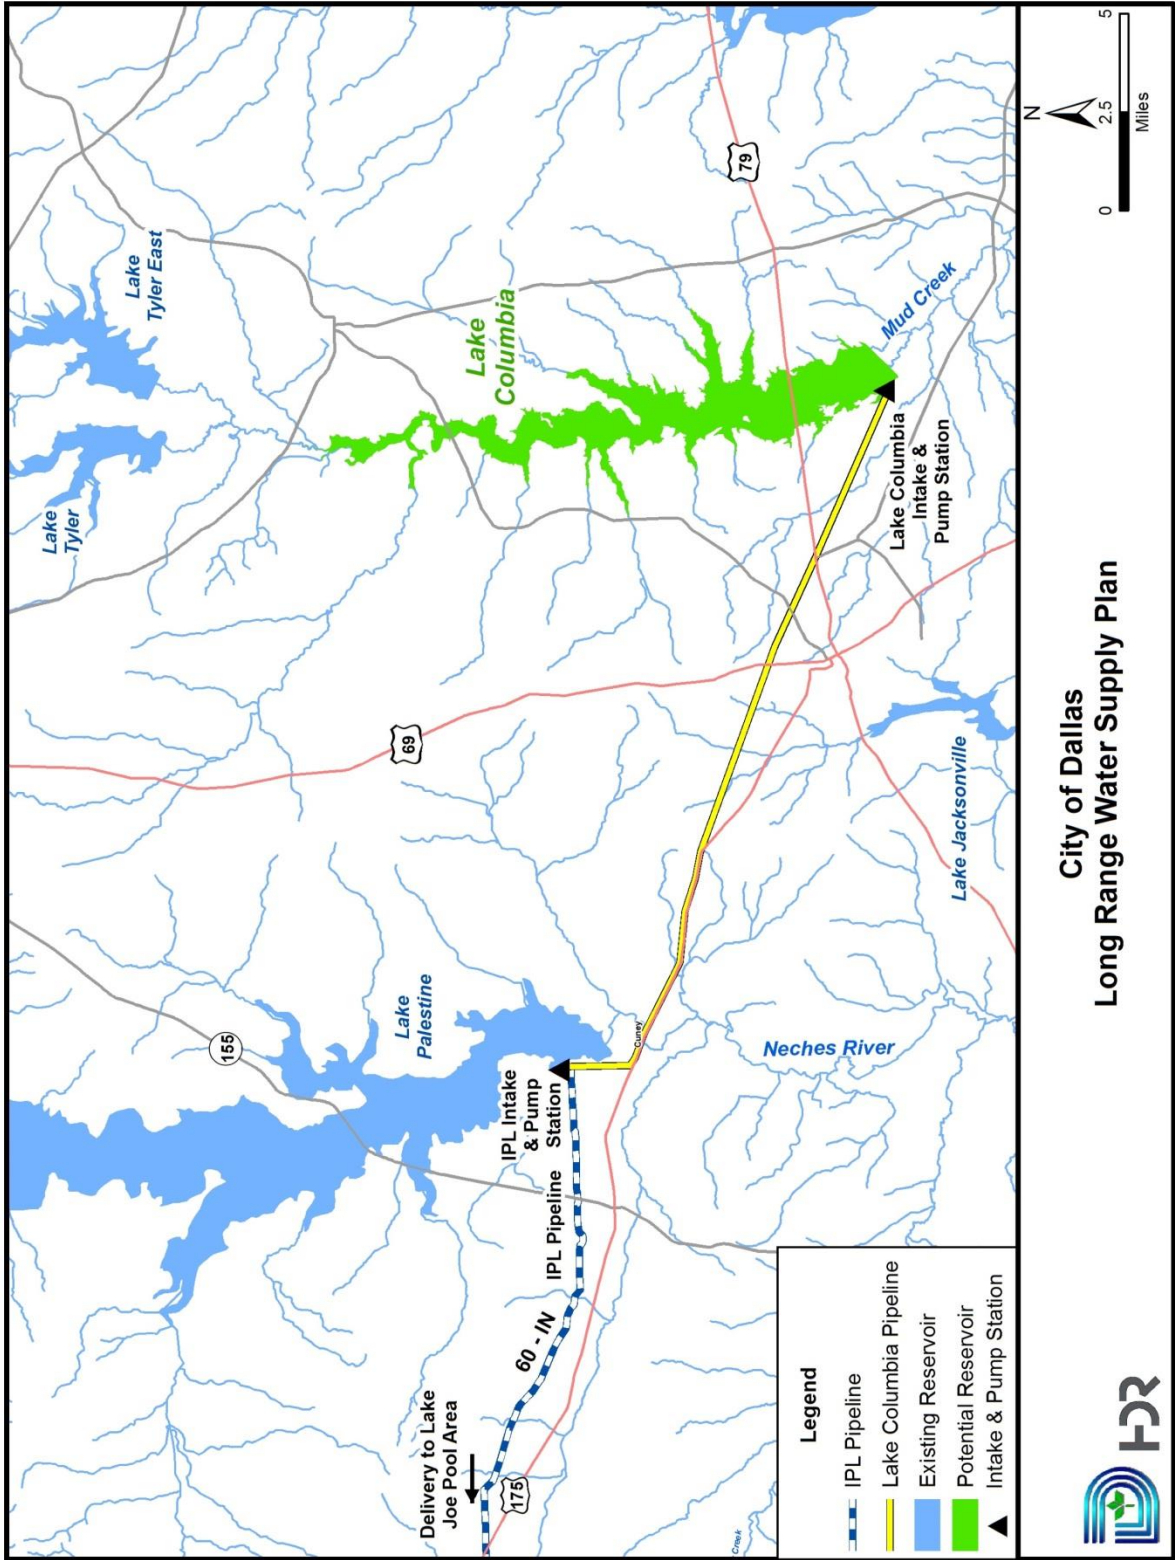 Lake
Tyler East
Lake
Tyler
Lake
Columbia
79
Mud Creek
Lake Columbia
Intake &
Pump Station
69
155
Lake
Palestine
IPL Intake
& Pump
Station
IPL Pipeline
60 - IN
Delivery to Lake
Joe Pool Area
175
Cuney
Neches River
Lake Jacksonville
Creek
Legend
IPL Pipeline
Lake Columbia Pipeline
Existing Reservoir
Potential Reservoir
Intake & Pump Station
N
0 2.5 5
Miles
HDR
City of Dallas
Long Range Water Supply Plan